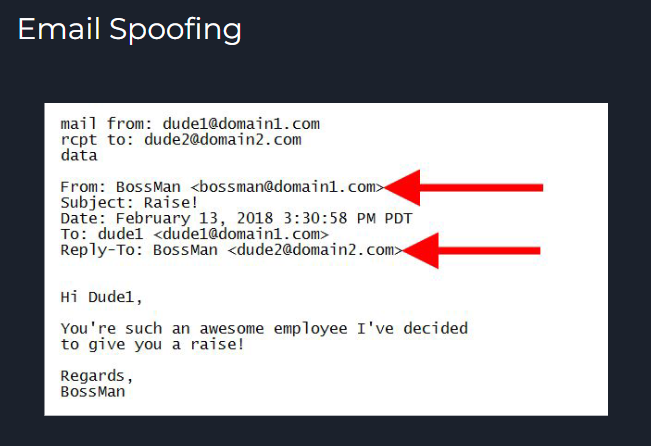 Email Spoofing
mail from: dude1@domain1.com
rcpt to: dude2@domain2.com
data
From: BossMan <bossman@domain1.com>
Subject: Raise!
Date: February 13, 2018 3:30:58 PM PDT
To: dude1 <dude1@domain1.com>
Reply-To: BossMan <dude2@domain2.com>
Hi Dude1,
You're such an awesome employee I've decided
to give you a raise!
Regards,
BossMan